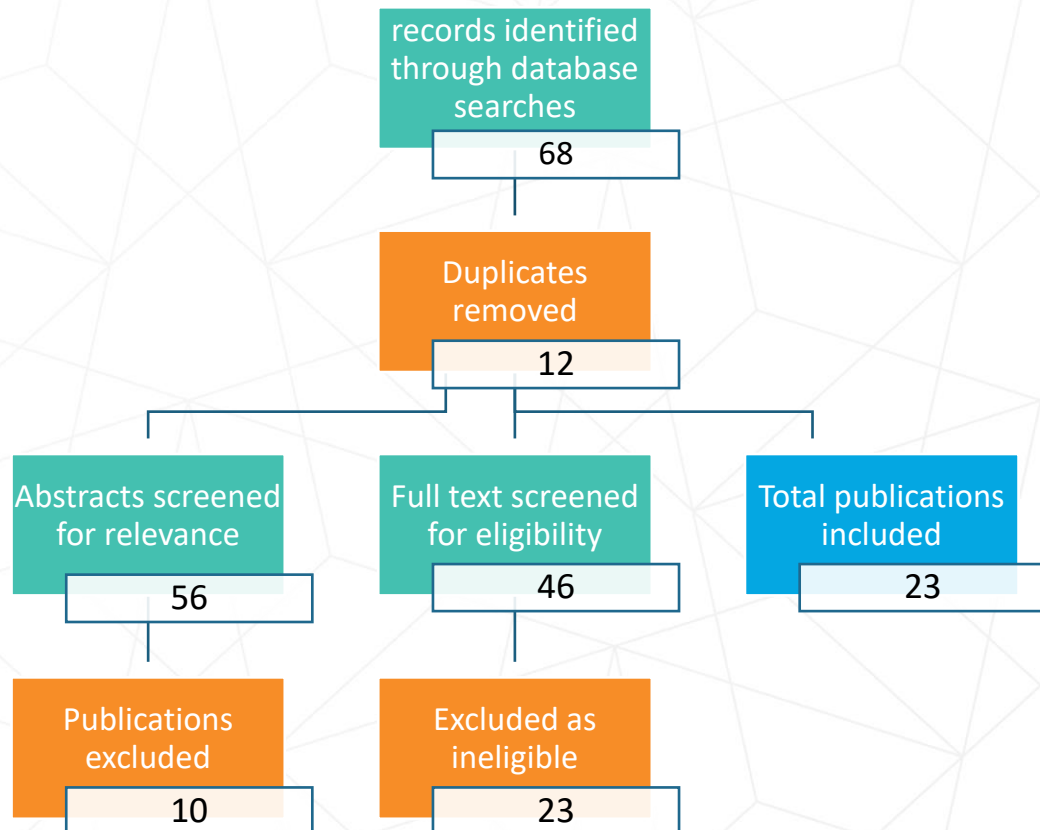 records identified
through database
searches
68
Duplicates
removed
12
Abstracts screened
for relevance
56
Full text screened
for eligibility
46
Total publications
included
23
Publications
excluded
10
Excluded as
ineligible
23